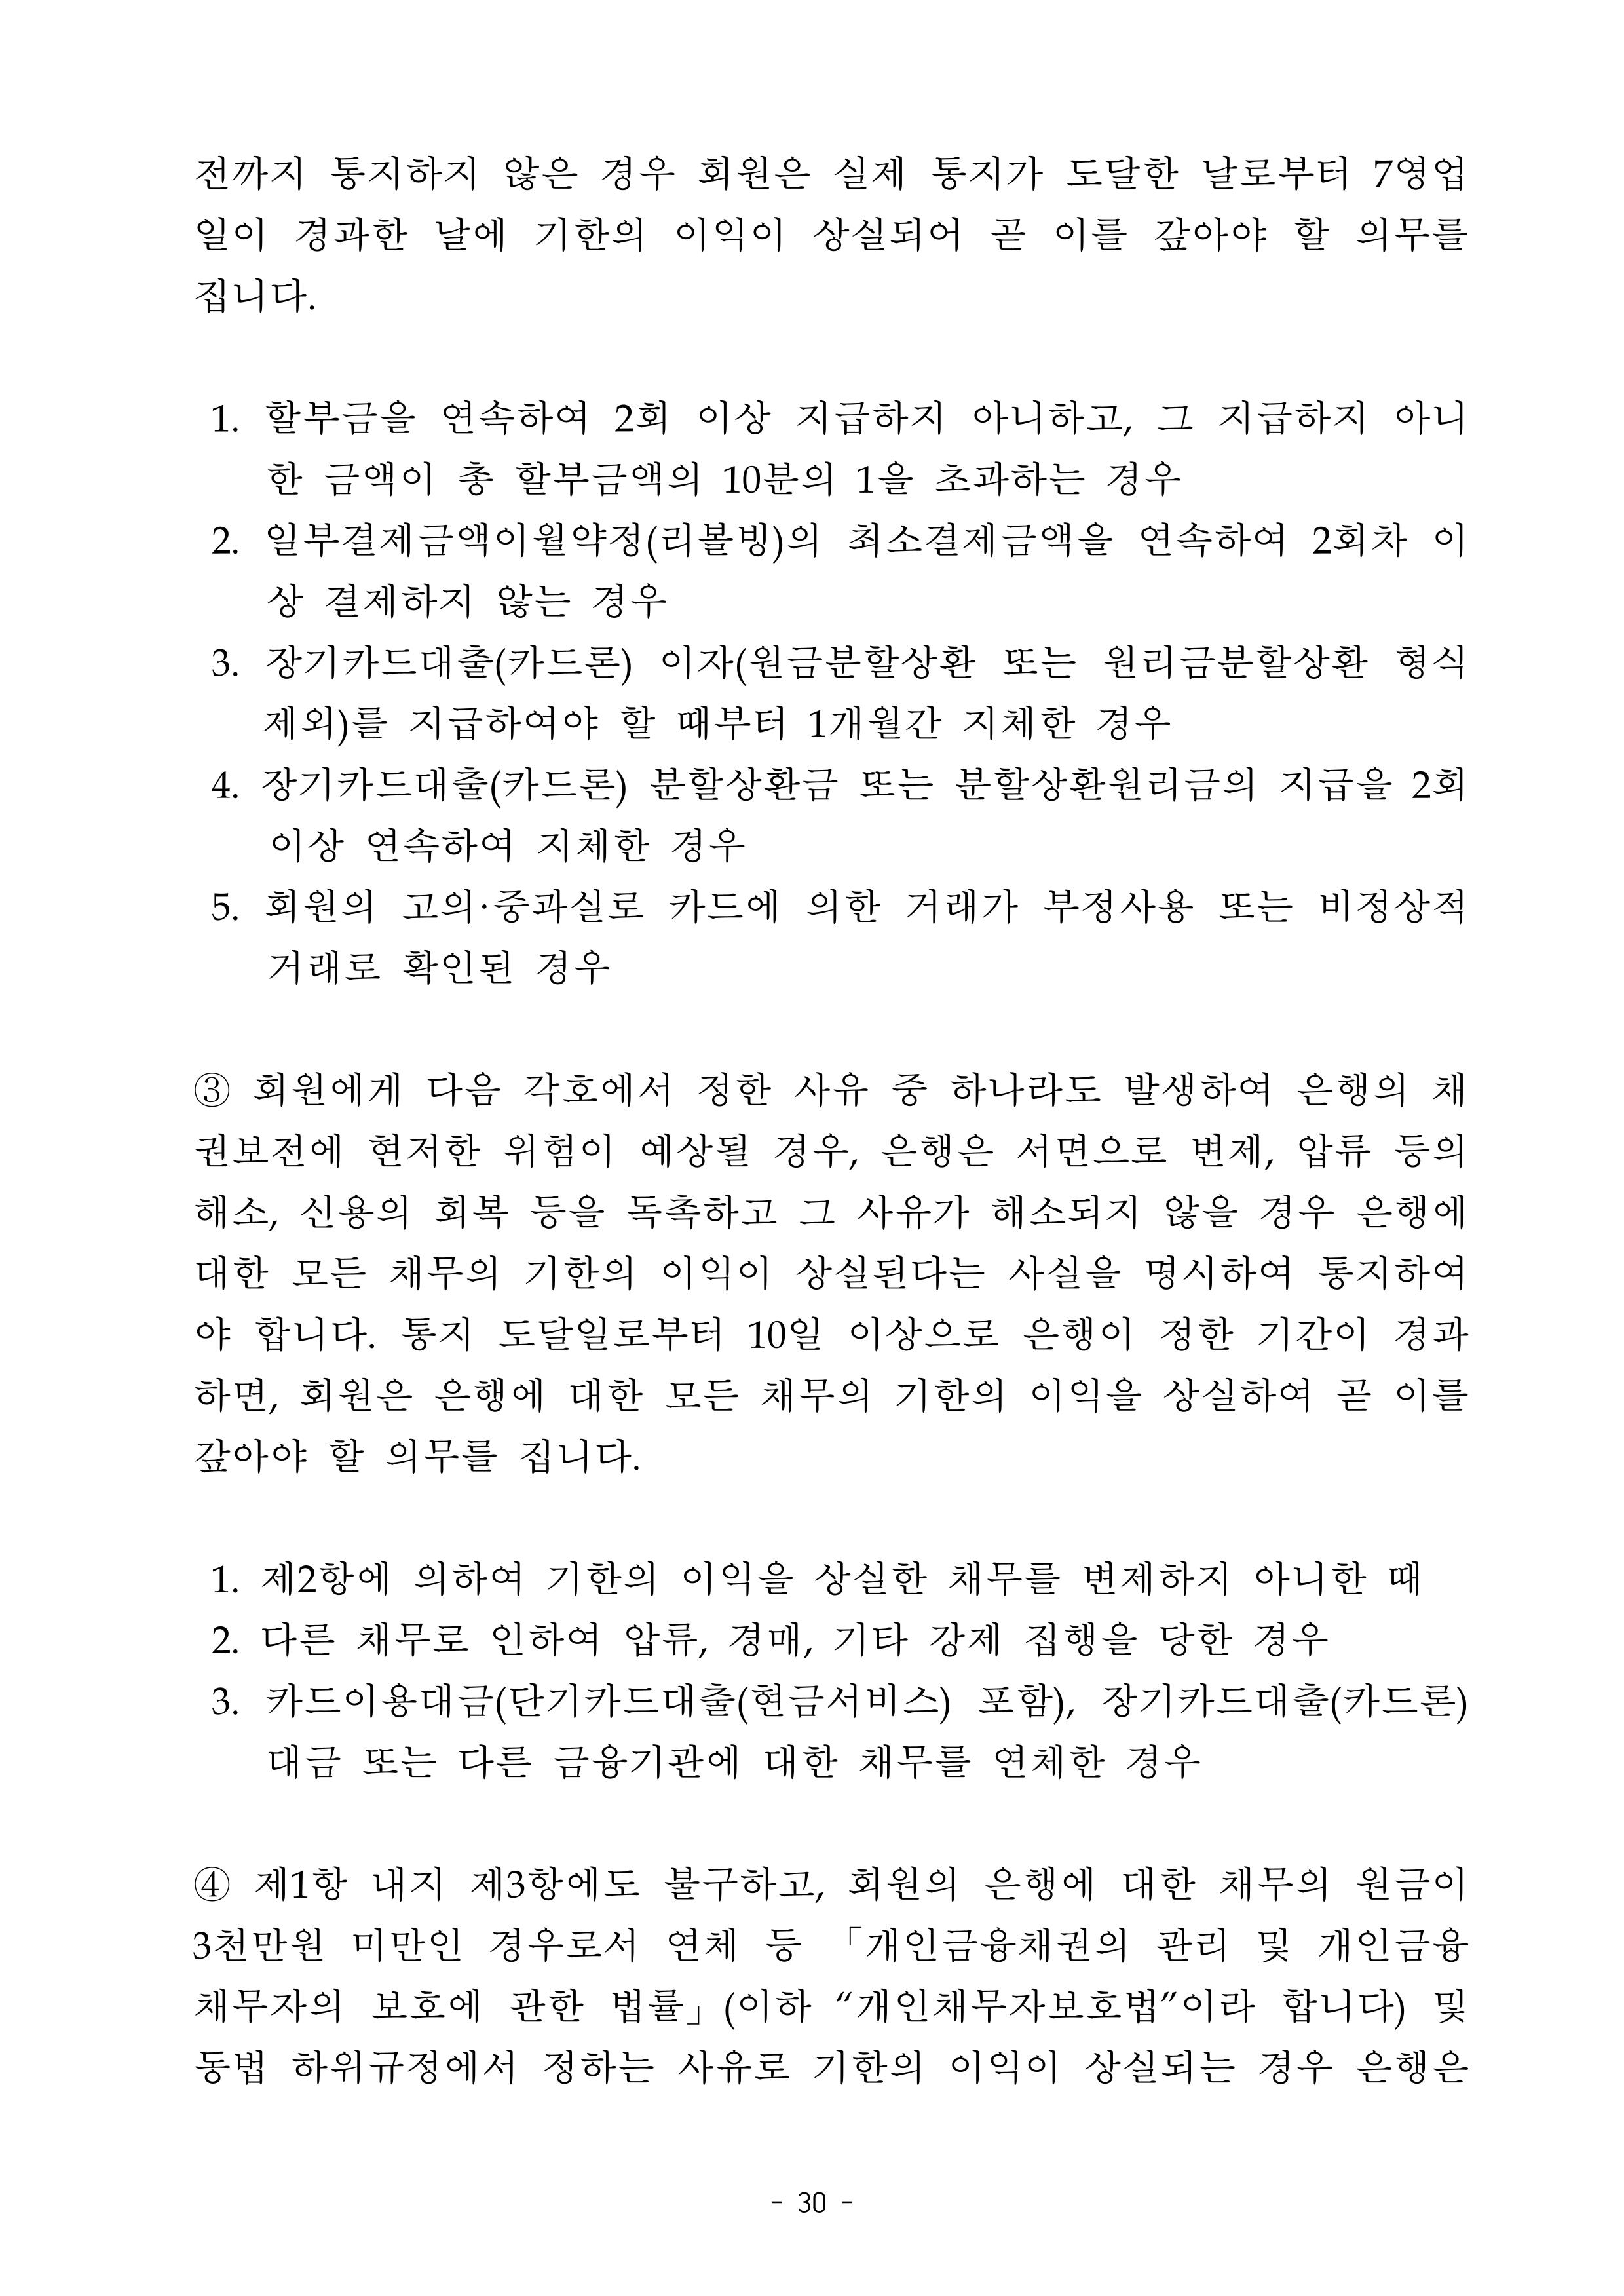 전까지 통지하지 않은 경우 회원은 실제 통지가 도달한 날로부터 7영업
일이 경과한 날에 기한의 이익이 상실되어 곧 이를 갚아야 할 의무를
집니다.
1. 할부금을 연속하여 2회 이상 지급하지 아니하고, 그 지급하지 아니
한 금액이 총 할부금액의 10분의 1을 초과하는 경우
2. 일부결제금액이월약정(리볼빙)의 최소결제금액을 연속하여 2회차 이
상 결제하지 않는 경우
3. 장기카드대출(카드론) 이자(원금분할상환 또는 원리금분할상환 형식
제외)를 지급하여야 할 때부터 1개월간 지체한 경우
4. 장기카드대출(카드론) 분할상환금 또는 분할상환원리금의 지급을 2회
이상 연속하여 지체한 경우
5. 회원의 고의·중과실로 카드에 의한 거래가 부정사용 또는 비정상적
거래로 확인된 경우
③ 회원에게 다음 각호에서 정한 사유 중 하나라도 발생하여 은행의 채
권보전에 현저한 위험이 예상될 경우, 은행은 서면으로 변제, 압류 등의
해소, 신용의 회복 등을 독촉하고 그 사유가 해소되지 않을 경우 은행에
대한 모든 채무의 기한의 이익이 상실된다는 사실을 명시하여 통지하여
야 합니다. 통지 도달일로부터 10일 이상으로 은행이 정한 기간이 경과
하면, 회원은 은행에 대한 모든 채무의 기한의 이익을 상실하여 곧 이를
갚아야 할 의무를 집니다.
1. 제2항에 의하여 기한의 이익을 상실한 채무를 변제하지 아니한 때
2. 다른 채무로 인하여 압류, 경매, 기타 강제 집행을 당한 경우
3. 카드이용대금(단기카드대출(현금서비스) 포함), 장기카드대출(카드론)
대금 또는 다른 금융기관에 대한 채무를 연체한 경우
④ 제1항 내지 제3항에도 불구하고, 회원의 은행에 대한 채무의 원금이
3천만원 미만인 경우로서 연체 등 「개인금융채권의 관리 및 개인금융
채무자의 보호에 관한 법률」(이하 “개인채무자보호법”이라 합니다) 및
동법 하위규정에서 정하는 사유로 기한의 이익이 상실되는 경우 은행은
- 30 -